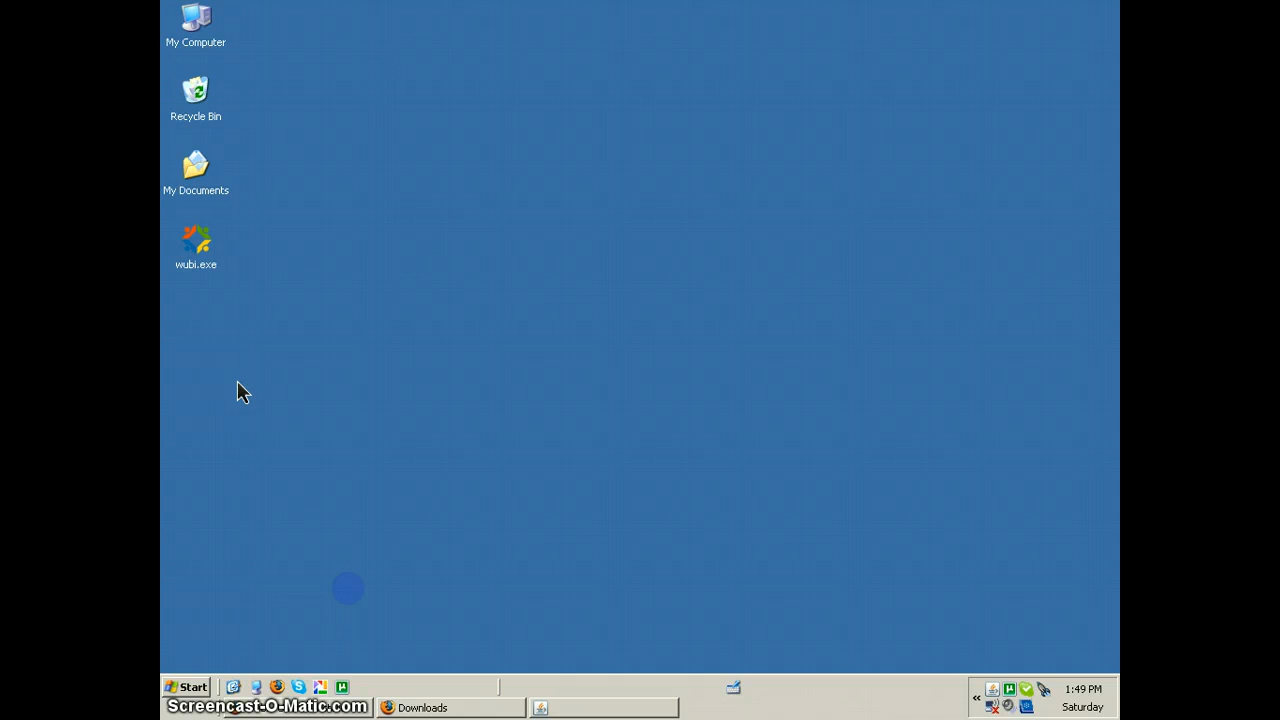 My Computer
Recycle Bin
My Documents
wubi.exe
Start
1:49 PM
Screencast-O-Matic.com
Downloads
Saturday